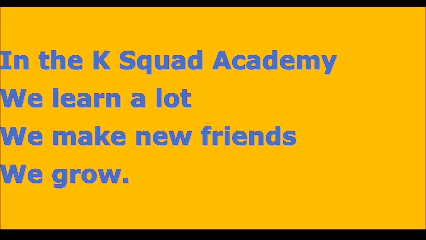 In the K Squad Academy
We learn a lot
We make new friends
We grow.